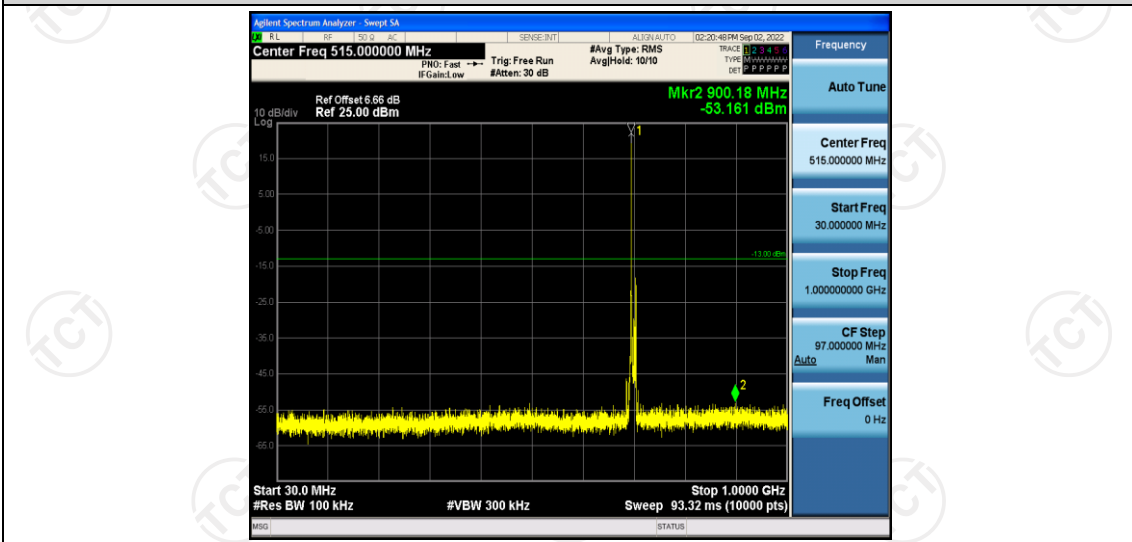 Agilent Spectrum Analyzer - Swept SA
RL RF 50 Ω AC SENSE:INT ALIGN AUTO 02:20:48 PM Sep 02, 2022
Center Freq 515.000000 MHz
PNO: Fast
IFGain:Low
Trig: Free Run
#Atten: 30 dB
#Avg Type: RMS
Avg|Hold: 10/10
TRACE 1 2 3 4 5 6
TYPE M
DET P P P P P P
Frequency
Mkr2 900.18 MHz
-53.161 dBm
Ref Offset 6.66 dB
10 dB/div Ref 25.00 dBm
Log
1
15.0
5.00
-5.00
-13.00 dBm
-15.0
-25.0
-35.0
-45.0
2
-55.0
-65.0
Start 30.0 MHz Stop 1.0000 GHz
#Res BW 100 kHz #VBW 300 kHz Sweep 93.32 ms (10000 pts)
MSG STATUS
Auto Tune
Center Freq
515.000000 MHz
Start Freq
30.000000 MHz
Stop Freq
1.000000000 GHz
CF Step
97.000000 MHz
Auto Man
Freq Offset
0 Hz
TCT
TCT
TCT
TCT
TCT
TCT